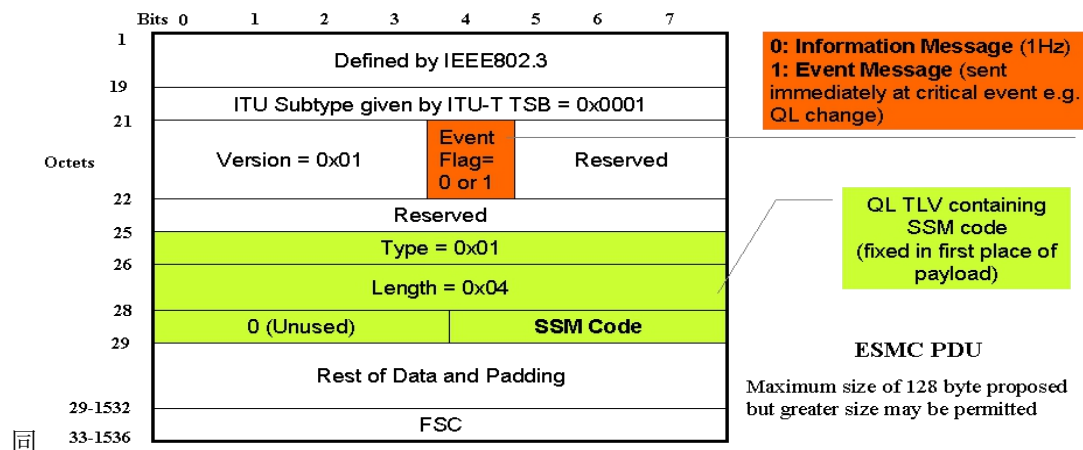 Bits 0 1 2 3 4 5 6 7
1
Defined by IEEE802.3
19
ITU Subtype given by ITU-T TSB = 0x0001
21
Octets
Version = 0x01
Event
Flag=
0 or 1
Reserved
22
Reserved
25
Type = 0x01
26
Length = 0x04
28
0 (Unused)
SSM Code
29
Rest of Data and Padding
29-1532
FSC
33-1536
同
0: Information Message (1Hz)
1: Event Message (sent
immediately at critical event e.g.
QL change)
QL TLV containing
SSM code
(fixed in first place of
payload)
ESMC PDU
Maximum size of 128 byte proposed
but greater size may be permitted